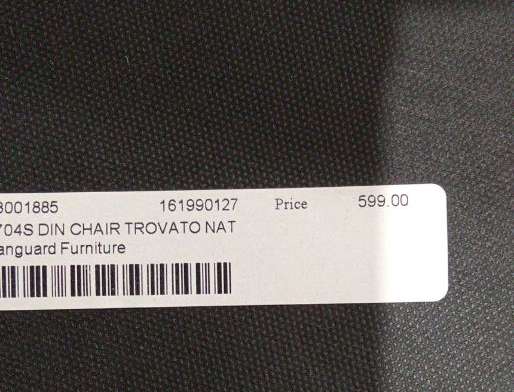 3001885 161990127 Price 599.00
704S DIN CHAIR TROVATO NAT
anguard Furniture